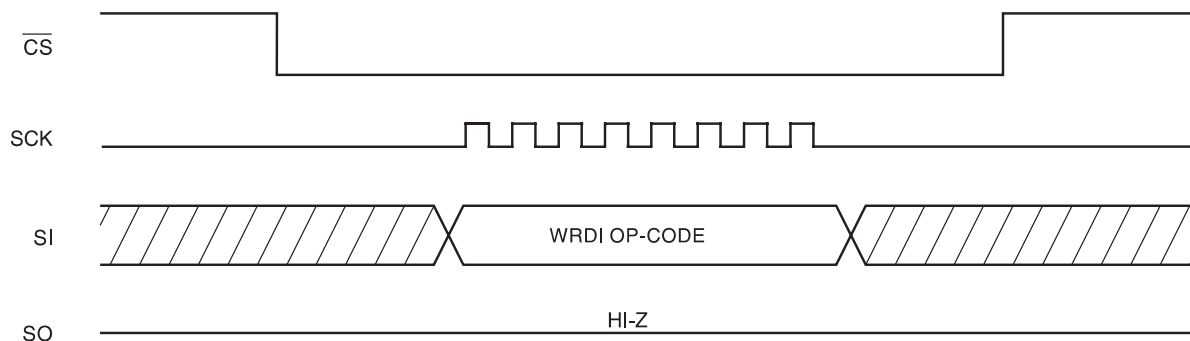 CS
SCK
SI
WRDI OP-CODE
HI-Z
SO